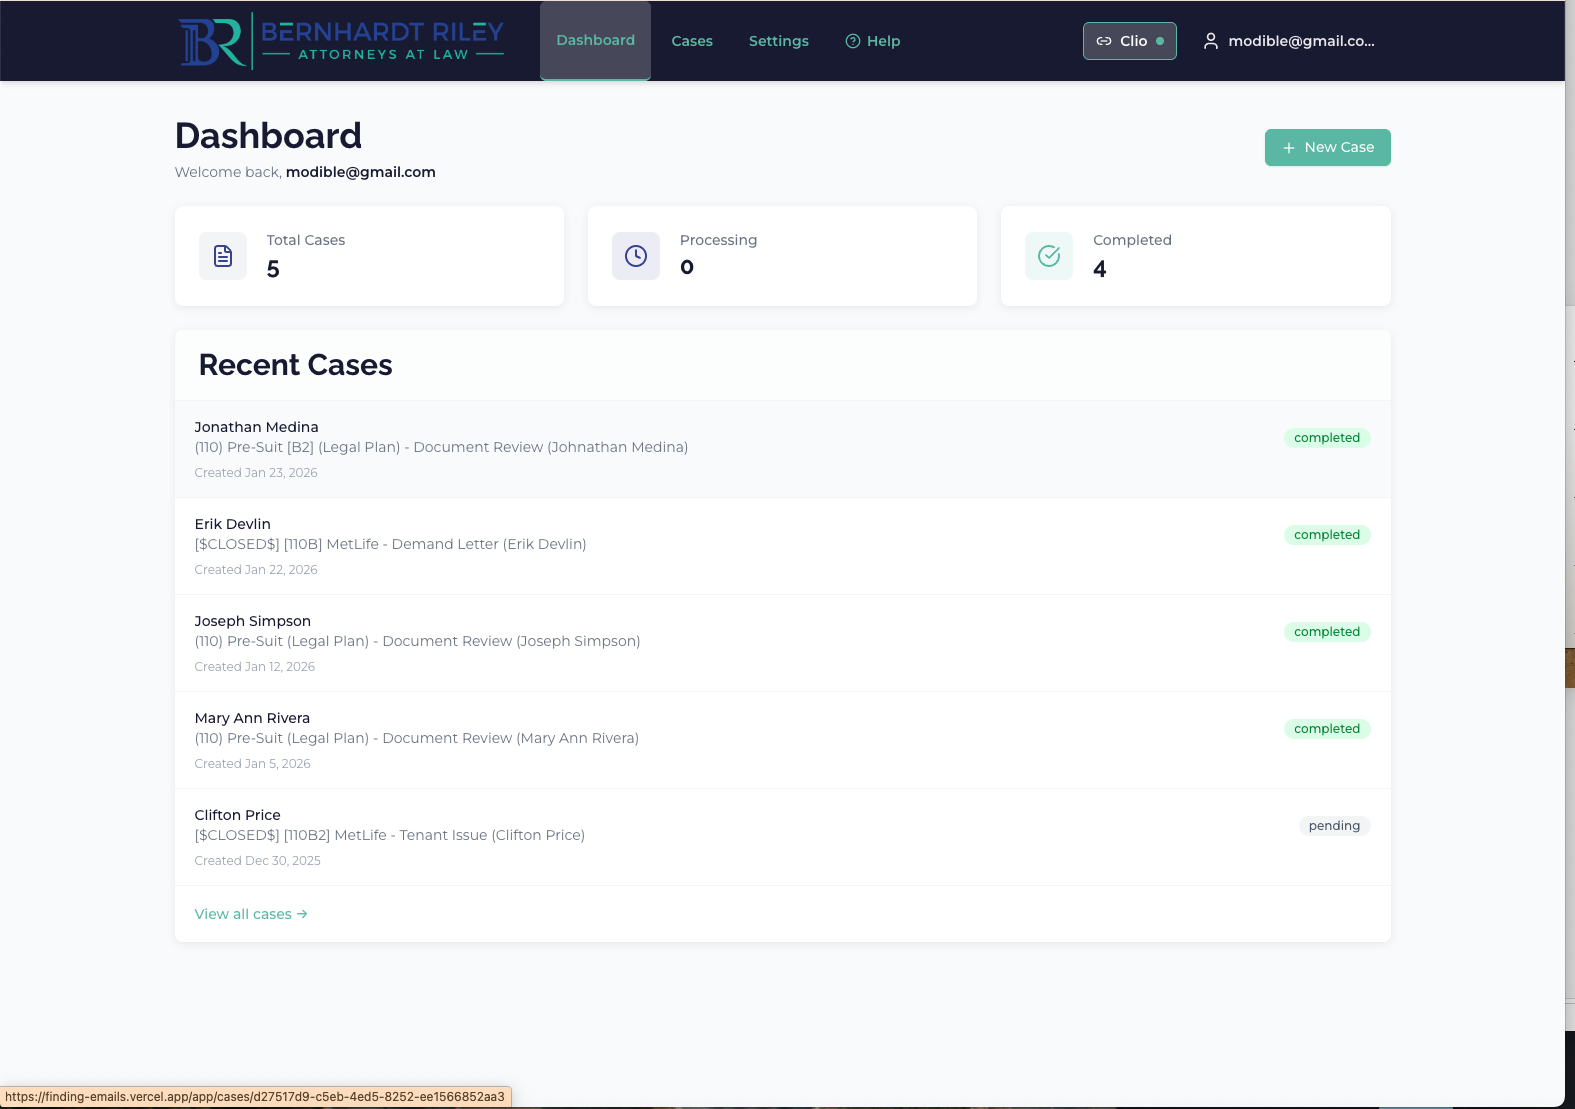 BERNHARDT RILEY
ATTORNEYS AT LAW
Dashboard
Cases
Settings
Help
Clio
modible@gmail.co...
Dashboard
Welcome back, modible@gmail.com
+ New Case
Total Cases
5
Processing
0
Completed
4
Recent Cases
Jonathan Medina
(110) Pre-Suit [B2] (Legal Plan) - Document Review (Johnathan Medina)
Created Jan 23, 2026
completed
Erik Devlin
[$CLOSED$] [110B] MetLife - Demand Letter (Erik Devlin)
Created Jan 22, 2026
completed
Joseph Simpson
(110) Pre-Suit (Legal Plan) - Document Review (Joseph Simpson)
Created Jan 12, 2026
completed
Mary Ann Rivera
(110) Pre-Suit (Legal Plan) - Document Review (Mary Ann Rivera)
Created Jan 5, 2026
completed
Clifton Price
[$CLOSED$] [110B2] MetLife - Tenant Issue (Clifton Price)
Created Dec 30, 2025
pending
View all cases →
https://finding-emails.vercel.app/app/cases/d27517d9-c5eb-4ed5-8252-ee1566852aa3